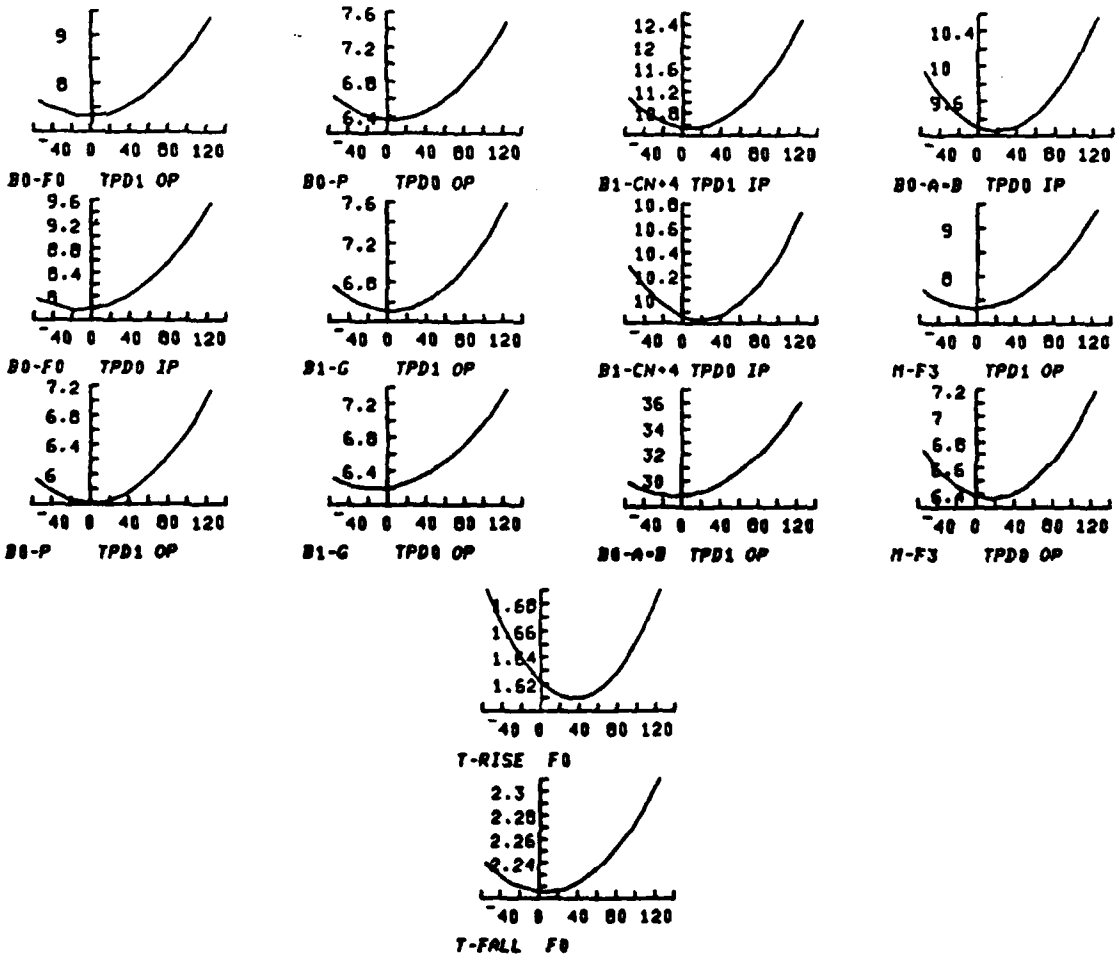 9
8
¯40 0 40 80 120
B0-F0 TPD1 OP
7.6
7.2
6.8
6.4
¯40 0 40 80 120
B0-P TPD0 OP
12.4
12
11.6
11.2
10.8
¯40 0 40 80 120
B1-CN+4 TPD1 IP
10.4
10
9.6
¯40 0 40 80 120
B0-A=B TPD0 IP
9.6
9.2
8.8
8.4
8
¯40 0 40 80 120
B0-F0 TPD0 IP
7.6
7.2
6.8
¯40 0 40 80 120
B1-G TPD1 OP
10.8
10.6
10.4
10.2
10
¯40 0 40 80 120
B1-CN+4 TPD0 IP
9
8
¯40 0 40 80 120
M-F3 TPD1 OP
7.2
6.8
6.4
6
¯40 0 40 80 120
B0-P TPD1 OP
7.2
6.8
6.4
¯40 0 40 80 120
B1-G TPD0 OP
36
34
32
30
¯40 0 40 80 120
B0-A=B TPD1 OP
7.2
7
6.8
6.6
6.4
¯40 0 40 80 120
M-F3 TPD0 OP
1.68
1.66
1.64
1.62
¯40 0 40 80 120
T-RISE F0
2.3
2.28
2.26
2.24
¯40 0 40 80 120
T-FALL F0